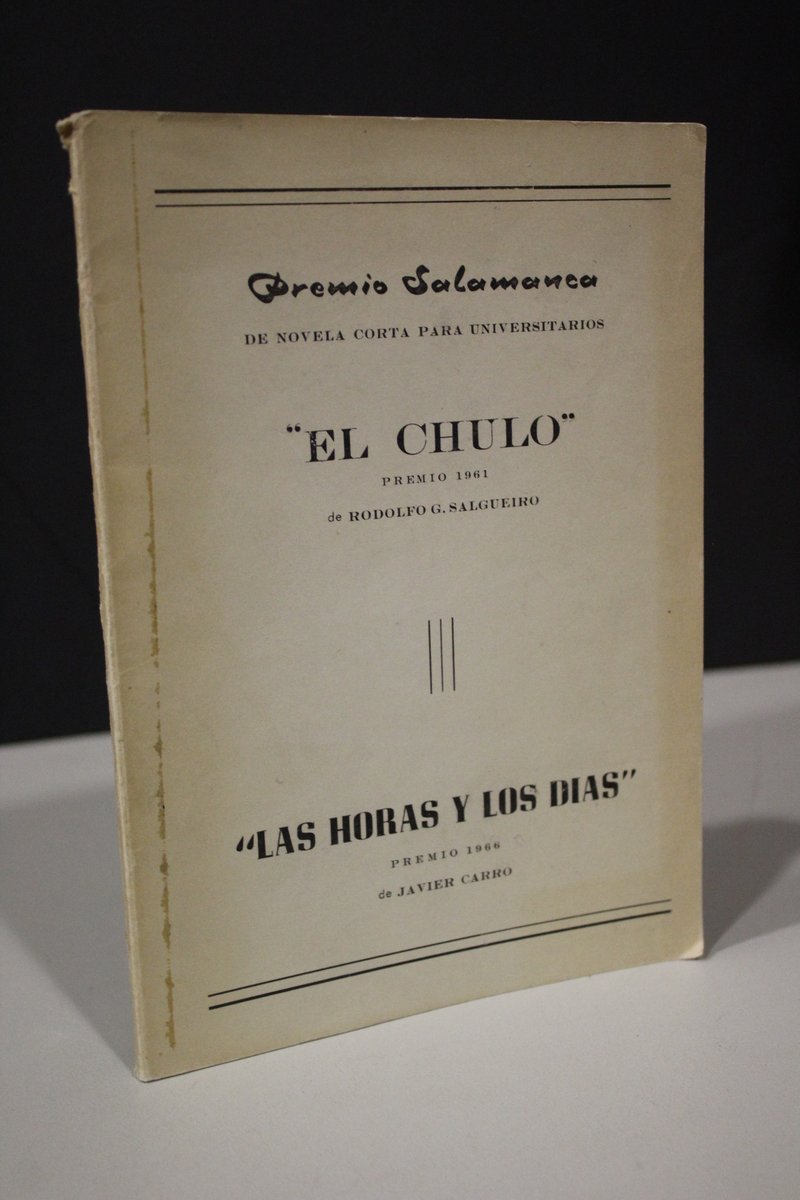 Premio Salamanca
DE NOVELA CORTA PARA UNIVERSITARIOS
"EL CHULO"
PREMIO 1961
de RODOLFO G. SALGUEIRO
"LAS HORAS Y LOS DIAS"
PREMIO 1966
de JAVIER CARRO